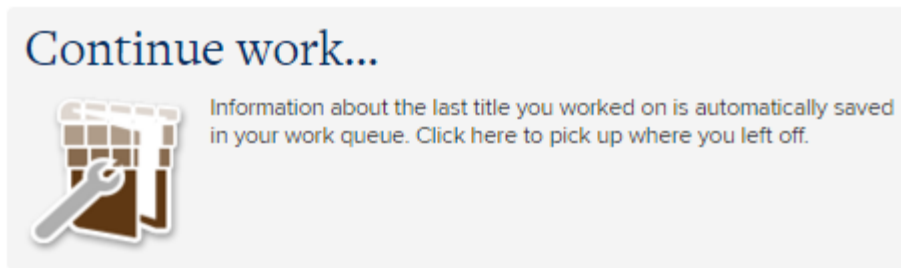 Continue work...
Information about the last title you worked on is automatically saved
in your work queue. Click here to pick up where you left off.